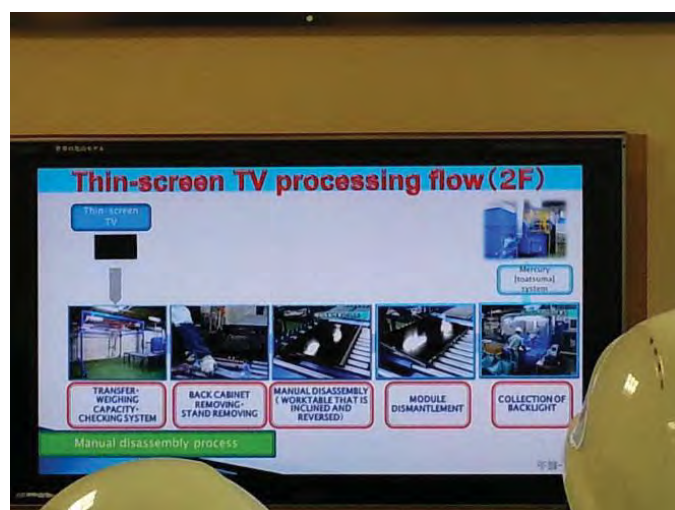 Thin-screen TV processing flow(2F)
Thin-screen
TV
Mercury
[toatsuma]
system
TRANSFER·
WEIGHING
CAPACITY·
CHECKING SYSTEM
BACK CABINET
REMOVING·
STAND REMOVING
MANUAL DISASSEMBLY
( WORKTABLE THAT IS
INCLINED AND
REVERSED)
MODULE
DISMANTLEMENT
COLLECTION OF
BACKLIGHT
Manual disassembly process